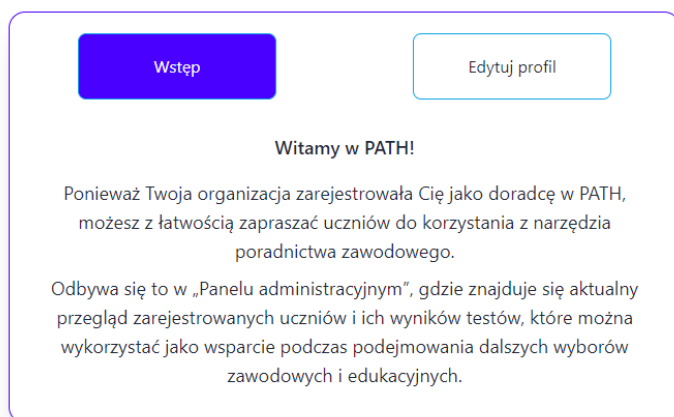 Wstęp
Edytuj profil
Witamy w PATH!
Ponieważ Twoja organizacja zarejestrowała Cię jako doradcę w PATH,
możesz z łatwością zapraszać uczniów do korzystania z narzędzia
poradnictwa zawodowego.
Odbywa się to w „Panelu administracyjnym”, gdzie znajduje się aktualny
przegląd zarejestrowanych uczniów i ich wyników testów, które można
wykorzystać jako wsparcie podczas podejmowania dalszych wyborów
zawodowych i edukacyjnych.